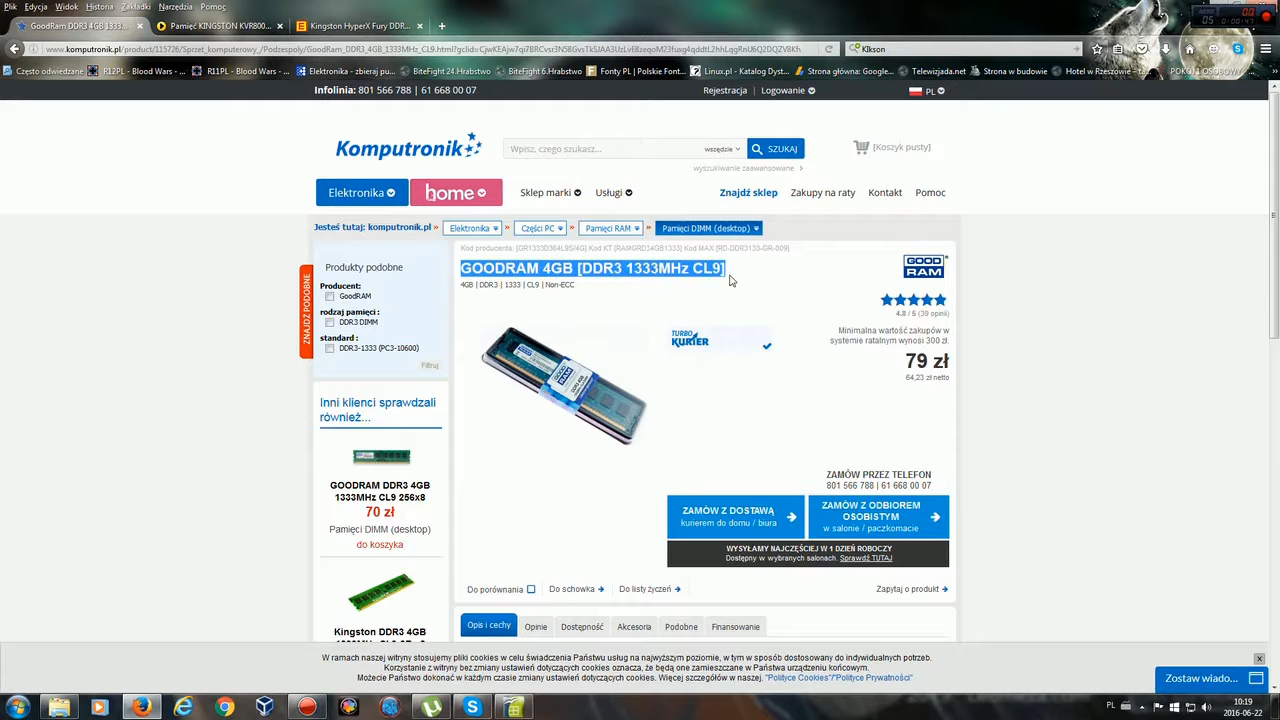 Plik Edycja Widok Historia Zakładki Narzędzia Pomoc
GoodRam DDR3 4GB 1333M... × Pamięć KINGSTON KVR800... × Kingston HyperX Fury DDR... × +
www.komputronik.pl/product/115726/Sprzet_komputerowy_/Podzespoly/GoodRam_DDR3_4GB_1333MHz_CL9.html
KIkson
Często odwiedzane R12PL - Blood War - ... R11PL - Blood Wars - ... Elektronika - zbieraj pu... BiteFight 24.Hrabstwo BiteFight 6.Hrabstwo Fonty PL | Polskie Font... Linux.pl - Katalog Dyst... Strona główna: Google... Telewizjada.net Strona w budowie Hotel w Rzeszowie – ta...
Infolinia: 801 566 788 | 61 668 00 07 Rejestracja | Logowanie PL
Komputronik Wpisz, czego szukasz... wszędzie SZUKAJ [Koszyk pusty]
wyszukiwanie zaawansowane
Elektronika home Sklep marki Usługi Znajdź sklep Zakupy na raty Kontakt Pomoc
Jesteś tutaj: komputronik.pl » Elektronika » Części PC » Pamięci RAM » Pamięci DIMM (desktop)
Kod producenta: [GR1333D364L9S/4G] Kod KT [RAMGRD34GB1333] Kod MAX [RD-DDR3133-GR-009]
GOODRAM 4GB [DDR3 1333MHz CL9]
4GB | DDR3 | 1333 | CL9 | Non-ECC
GOOD
RAM
4.8 / 5 (39 opinii)
Produkty podobne
Producent:
GoodRAM
rodzaj pamięci :
DDR3 DIMM
standard :
DDR3-1333 (PC3-10600)
Filtruj
ZNAJDŹ PODOBNE
TURBO
KURIER
Minimalna wartość zakupów w
systemie ratalnym wynosi 300 zł.
79 zł
64,23 zł netto
Inni klienci sprawdzali
również...
GOODRAM DDR3 4GB
1333MHz CL9 256x8
70 zł
Pamięci DIMM (desktop)
do koszyka
Kingston DDR3 4GB
ZAMÓW PRZEZ TELEFON
801 566 788 | 61 668 00 07
ZAMÓW Z DOSTAWĄ
kurierem do domu / biura
ZAMÓW Z ODBIOREM
OSOBISTYM
w salonie / paczkomacie
WYSYŁAMY NAJCZĘŚCIEJ W 1 DZIEŃ ROBOCZY
Dostępny w wybranych salonach. Sprawdź TUTAJ
Do porównania Do schowka Do listy życzeń Zapytaj o produkt
Opis i cechy Opinie Dostępność Akcesoria Podobne Finansowanie
W ramach naszej witryny stosujemy pliki cookies w celu świadczenia Państwu usług na najwyższym poziomie, w tym w sposób dostosowany do indywidualnych potrzeb.
Korzystanie z witryny bez zmiany ustawień dotyczących cookies oznacza, że będą one zamieszczane w Państwa urządzeniu końcowym.
Możecie Państwo dokonać w każdym czasie zmiany ustawień dotyczących cookies. Więcej szczegółów w naszej "Polityce Cookies"/"Polityce Prywatności"
Zostaw wiado...
PL 10:19
2016-06-22